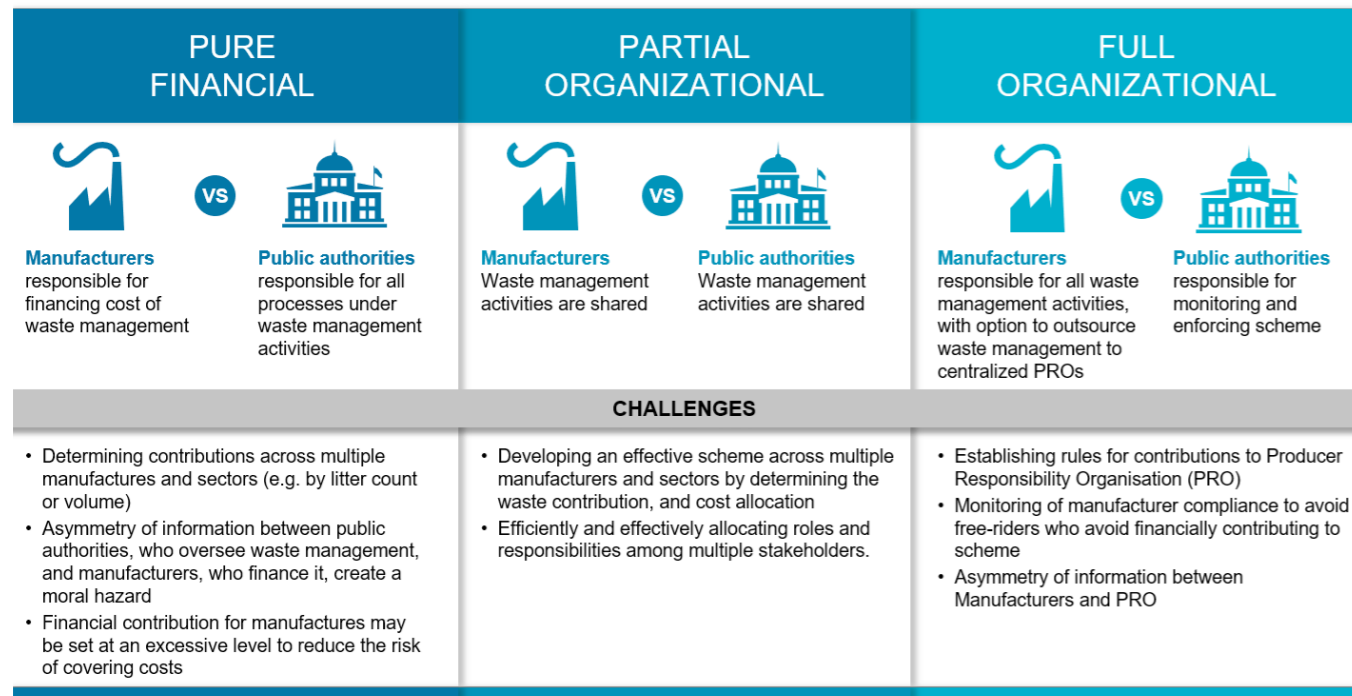 PURE
FINANCIAL
PARTIAL
ORGANIZATIONAL
FULL
ORGANIZATIONAL
VS
Manufacturers
responsible for
financing cost of
waste management
Public authorities
responsible for all
processes under
waste management
activities
VS
Manufacturers
Waste management
activities are shared
Public authorities
Waste management
activities are shared
VS
Manufacturers
responsible for all waste
management activities,
with option to outsource
waste management to
centralized PROs
Public authorities
responsible for
monitoring and
enforcing scheme
CHALLENGES
• Determining contributions across multiple
manufactures and sectors (e.g. by litter count
or volume)
• Asymmetry of information between public
authorities, who oversee waste management,
and manufacturers, who finance it, create a
moral hazard
• Financial contribution for manufactures may
be set at an excessive level to reduce the risk
of covering costs
• Developing an effective scheme across multiple
manufacturers and sectors by determining the
waste contribution, and cost allocation
• Efficiently and effectively allocating roles and
responsibilities among multiple stakeholders.
• Establishing rules for contributions to Producer
Responsibility Organisation (PRO)
• Monitoring of manufacturer compliance to avoid
free-riders who avoid financially contributing to
scheme
• Asymmetry of information between
Manufacturers and PRO